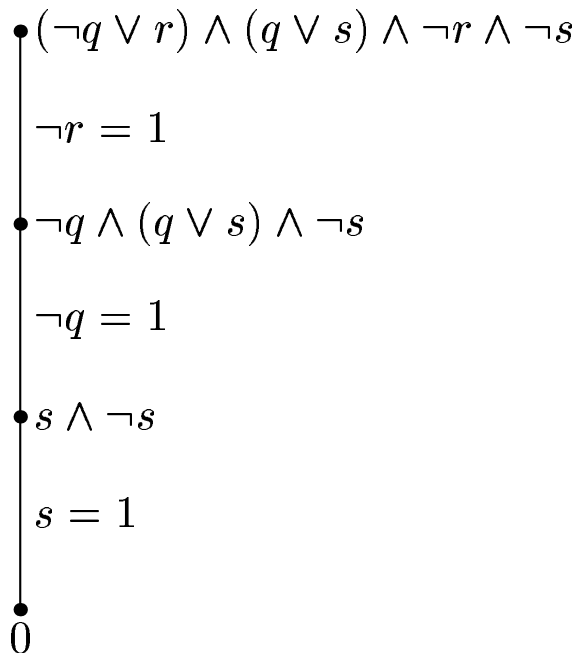 (¬q ∨ r) ∧ (q ∨ s) ∧ ¬r ∧ ¬s
¬r = 1
¬q ∧ (q ∨ s) ∧ ¬s
¬q = 1
s ∧ ¬s
s = 1
0